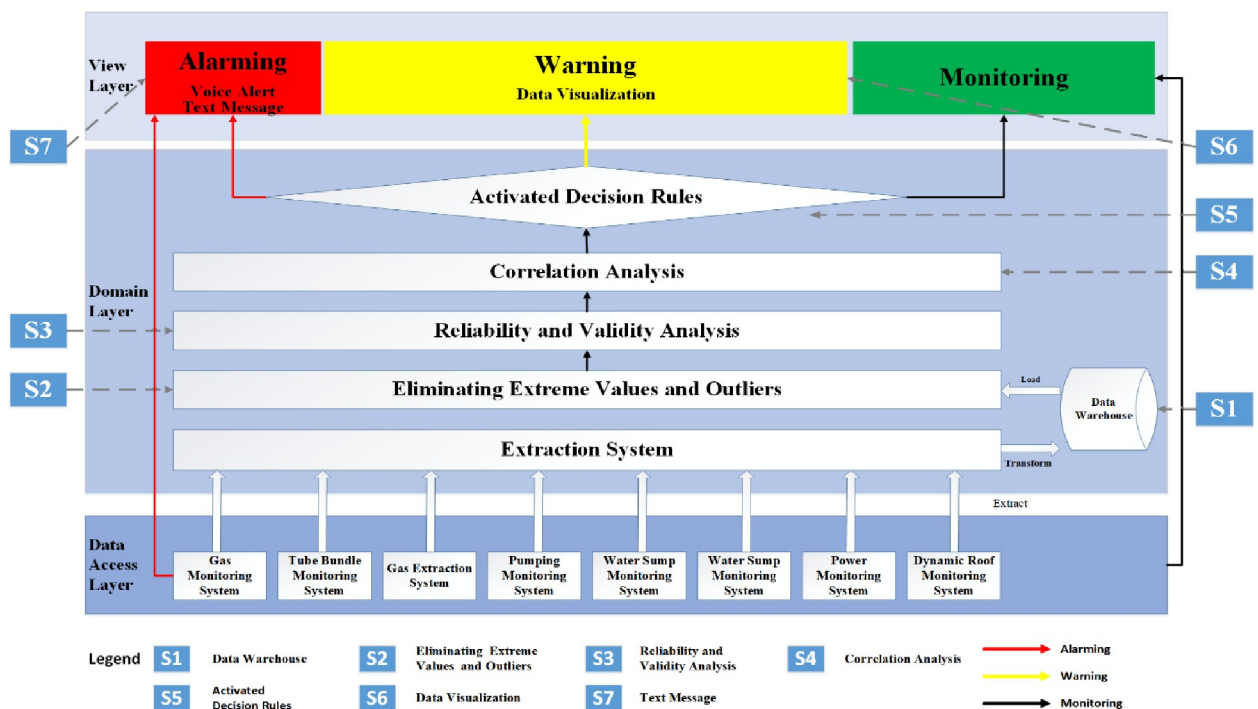 View
Layer
Alarming
Voice Alert
Text Message
Warning
Data Visualization
Monitoring
S7
S6
Activated Decision Rules
S5
Correlation Analysis
S4
Domain
Layer
Reliability and Validity Analysis
S3
Eliminating Extreme Values and Outliers
S2
Load
Data
Warehouse
S1
Extraction System
Transform
Extract
Data
Access
Layer
Gas
Monitoring
System
Tube Bundle
Monitoring
System
Gas Extraction
System
Pumping
Monitoring
System
Water Sump
Monitoring
System
Water Sump
Monitoring
System
Power
Monitoring
System
Dynamic Roof
Monitoring
System
Legend
S1
Data Warehouse
S2
Eliminating Extreme
Values and Outliers
S3
Reliability and
Validity Analysis
S4
Correlation Analysis
Alarming
S5
Activated
Decision Rules
S6
Data Visualization
S7
Text Message
Warning
Monitoring